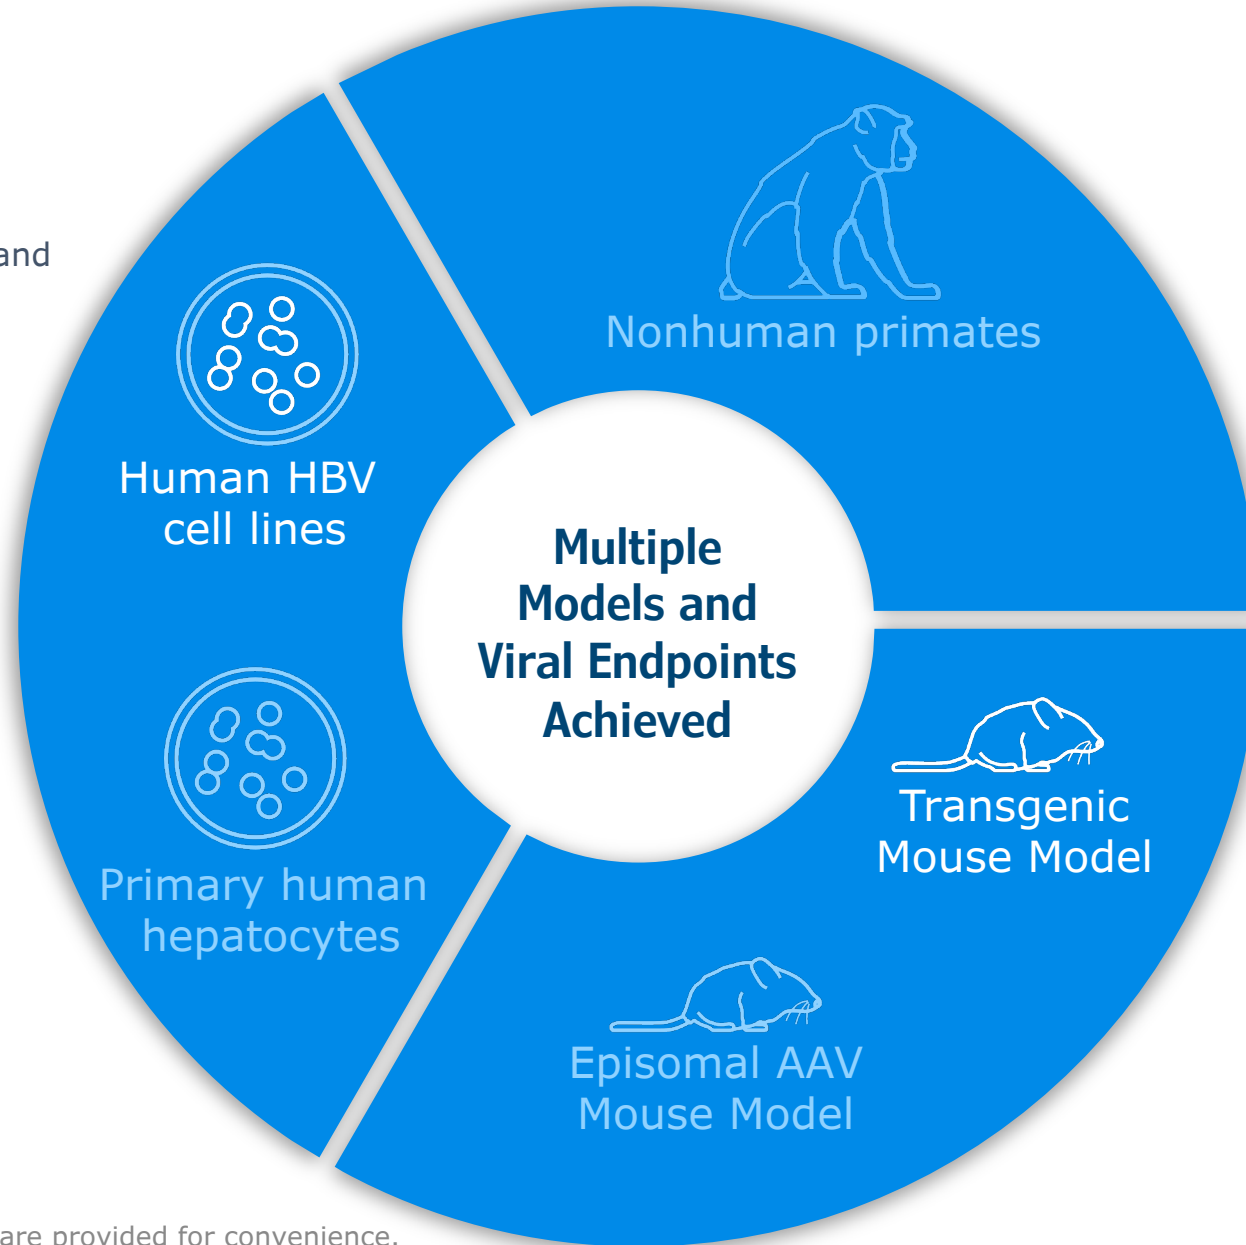 and
Nonhuman primates
Human HBV
cell lines
Multiple
Models and
Viral Endpoints
Achieved
Transgenic
Mouse Model
Primary human
hepatocytes
Episomal AAV
Mouse Model
are provided for convenience.